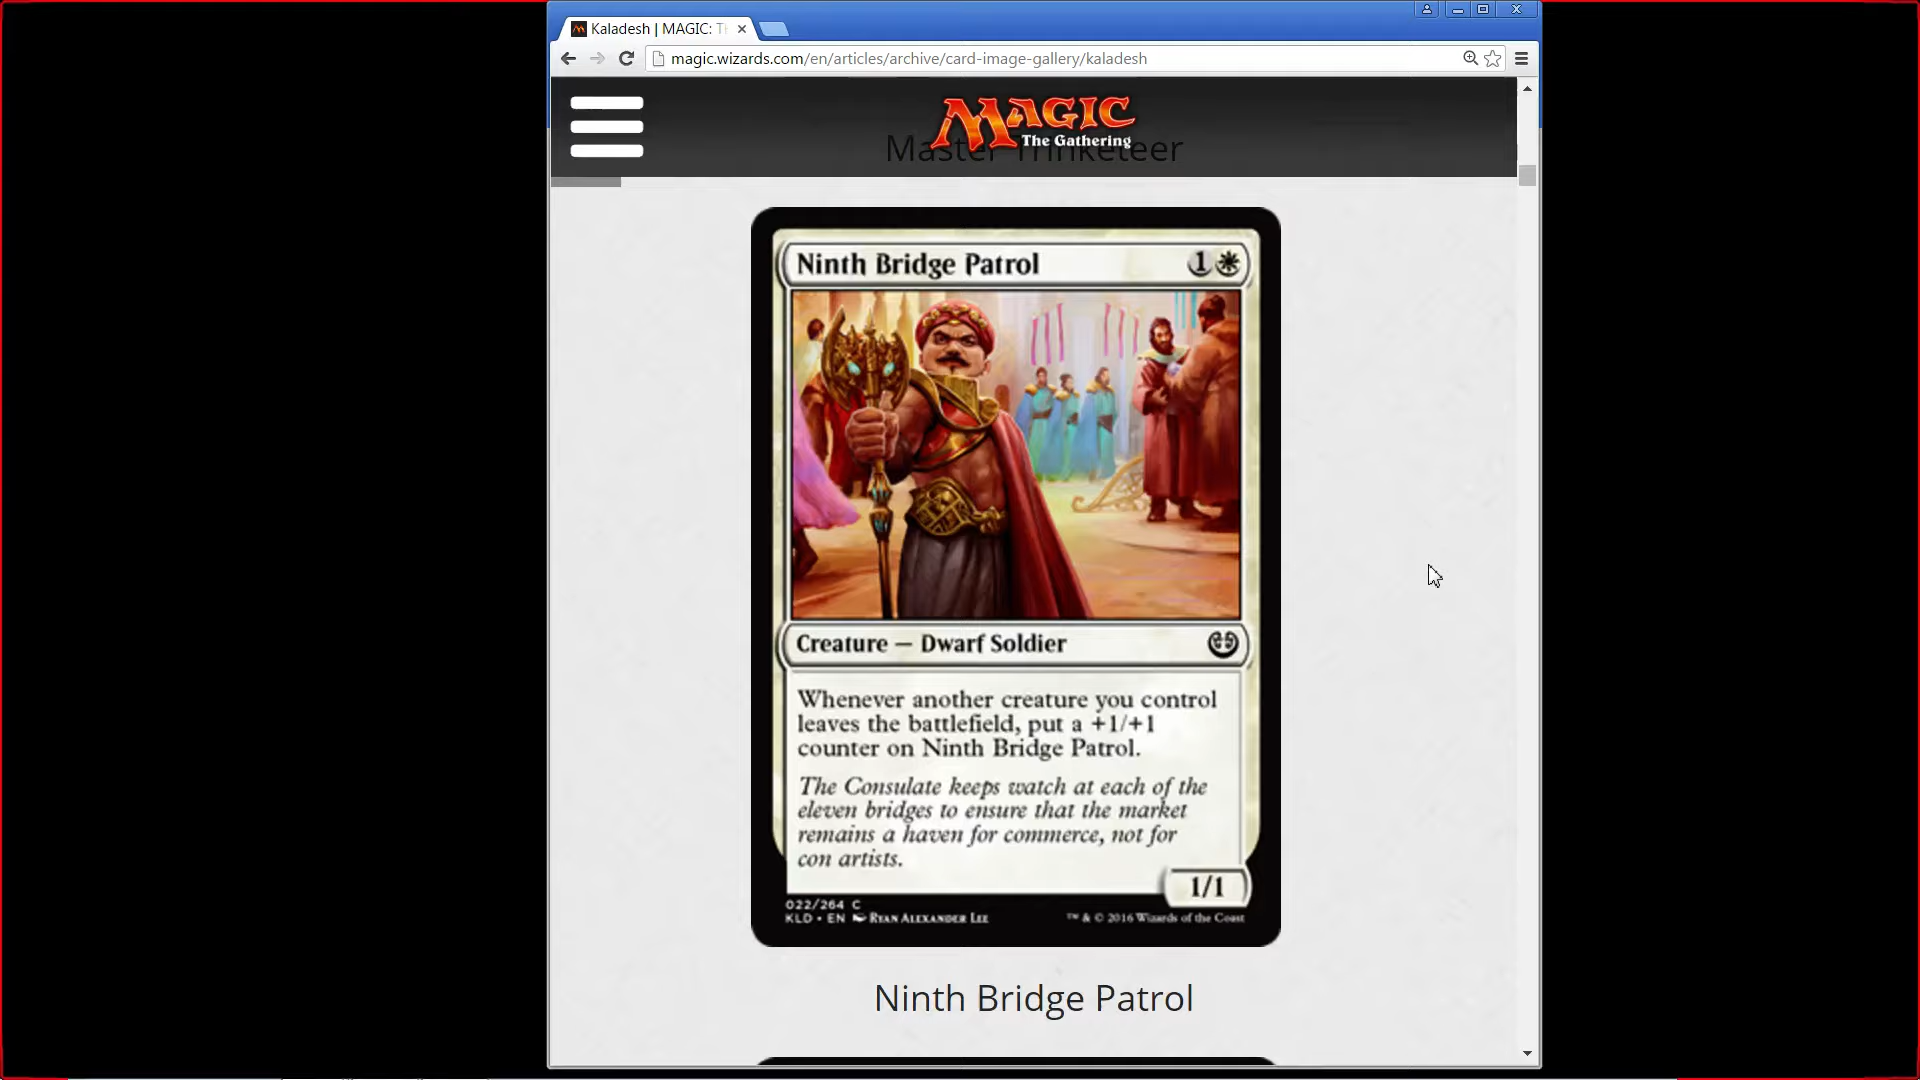 Kaladesh | MAGIC: T
magic.wizards.com/en/articles/archive/card-image-gallery/kaladesh
MAGIC
The Gathering
Master Trinketeer
Ninth Bridge Patrol 1
Creature — Dwarf Soldier
Whenever another creature you control
leaves the battlefield, put a +1/+1
counter on Ninth Bridge Patrol.
The Consulate keeps watch at each of the
eleven bridges to ensure that the market
remains a haven for commerce, not for
con artists.
1/1
022/264 C
KLD • EN Ryan Alexander Lee
™ & © 2016 Wizards of the Coast
Ninth Bridge Patrol